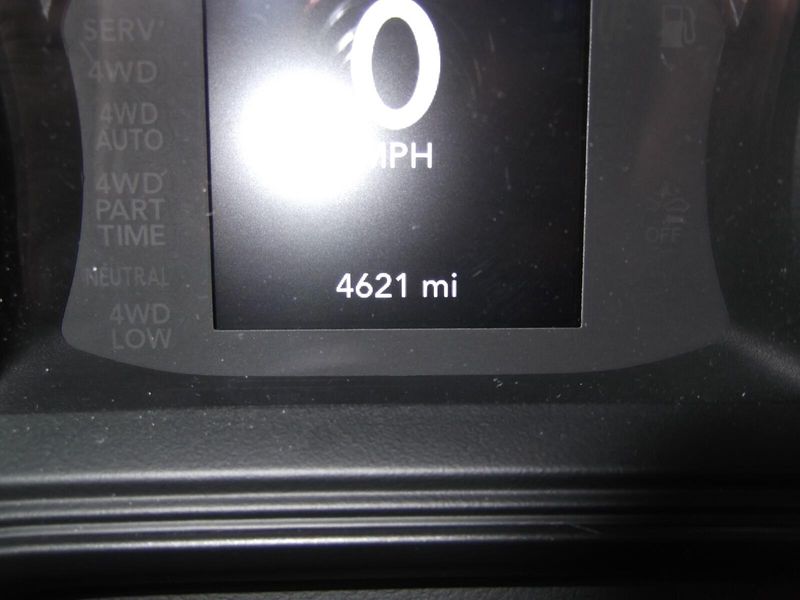 SERV
4WD
4WD
AUTO
4WD
PART
TIME
NEUTRAL
4WD
LOW
0
MPH
4621 mi
OFF